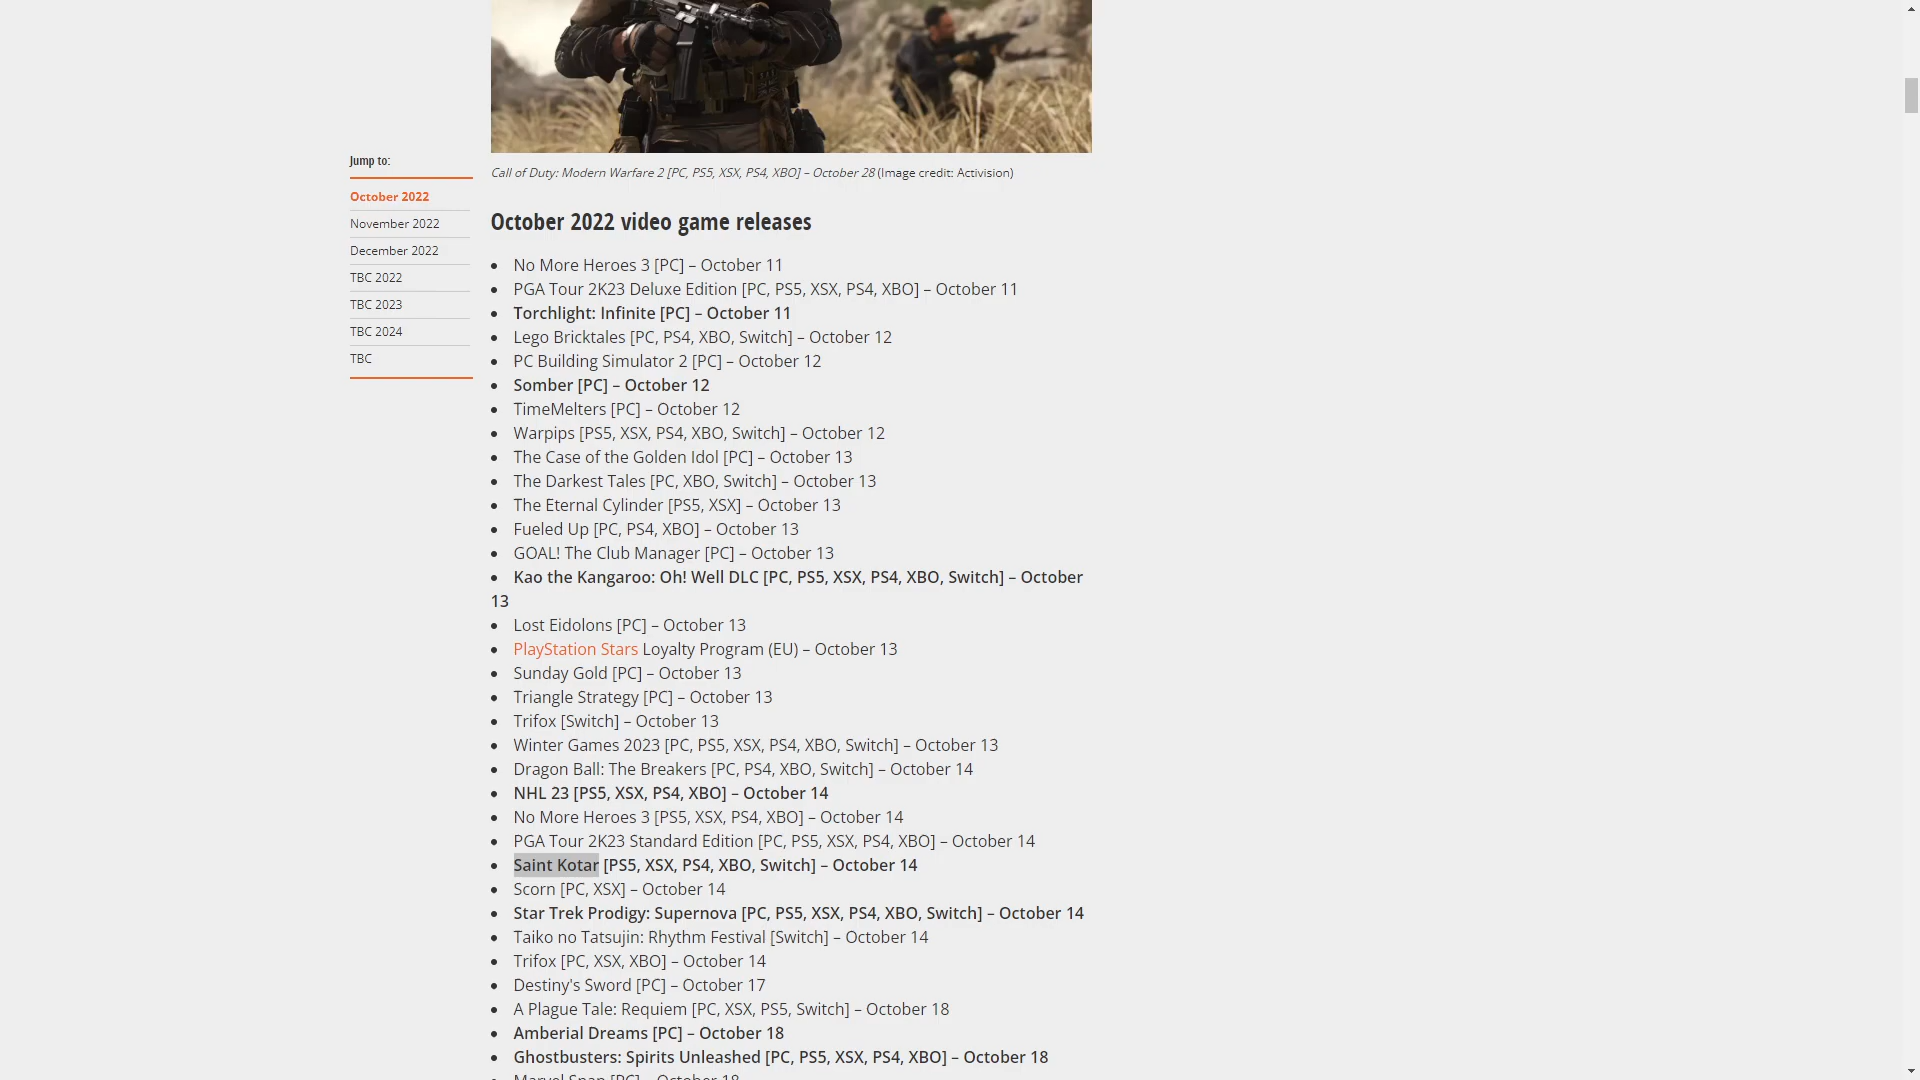 Jump to:
October 2022
November 2022
December 2022
TBC 2022
TBC 2023
TBC 2024
TBC
Call of Duty: Modern Warfare 2 [PC, PS5, XSX, PS4, XBO] – October 28 (Image credit: Activision)
October 2022 video game releases
• No More Heroes 3 [PC] – October 11
• PGA Tour 2K23 Deluxe Edition [PC, PS5, XSX, PS4, XBO] – October 11
• Torchlight: Infinite [PC] – October 11
• Lego Bricktales [PC, PS4, XBO, Switch] – October 12
• PC Building Simulator 2 [PC] – October 12
• Somber [PC] – October 12
• TimeMelters [PC] – October 12
• Warpips [PS5, XSX, PS4, XBO, Switch] – October 12
• The Case of the Golden Idol [PC] – October 13
• The Darkest Tales [PC, XBO, Switch] – October 13
• The Eternal Cylinder [PS5, XSX] – October 13
• Fueled Up [PC, PS4, XBO] – October 13
• GOAL! The Club Manager [PC] – October 13
• Kao the Kangaroo: Oh! Well DLC [PC, PS5, XSX, PS4, XBO, Switch] – October
13
• Lost Eidolons [PC] – October 13
• PlayStation Stars Loyalty Program (EU) – October 13
• Sunday Gold [PC] – October 13
• Triangle Strategy [PC] – October 13
• Trifox [Switch] – October 13
• Winter Games 2023 [PC, PS5, XSX, PS4, XBO, Switch] – October 13
• Dragon Ball: The Breakers [PC, PS4, XBO, Switch] – October 14
• NHL 23 [PS5, XSX, PS4, XBO] – October 14
• No More Heroes 3 [PS5, XSX, PS4, XBO] – October 14
• PGA Tour 2K23 Standard Edition [PC, PS5, XSX, PS4, XBO] – October 14
• Saint Kotar [PS5, XSX, PS4, XBO, Switch] – October 14
• Scorn [PC, XSX] – October 14
• Star Trek Prodigy: Supernova [PC, PS5, XSX, PS4, XBO, Switch] – October 14
• Taiko no Tatsujin: Rhythm Festival [Switch] – October 14
• Trifox [PC, XSX, XBO] – October 14
• Destiny's Sword [PC] – October 17
• A Plague Tale: Requiem [PC, XSX, PS5, Switch] – October 18
• Amberial Dreams [PC] – October 18
• Ghostbusters: Spirits Unleashed [PC, PS5, XSX, PS4, XBO] – October 18
• Marvel Snap [PC] – October 18